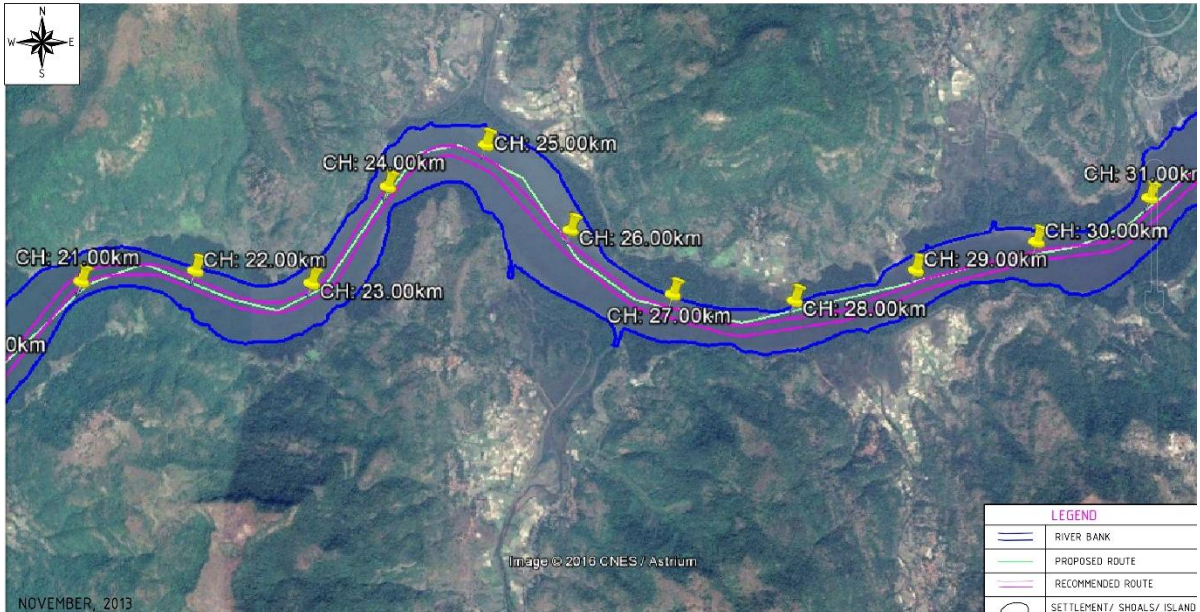 N
W E
S
CH: 25.00km
CH: 24.00km
CH: 31.00km
CH: 26.00km
CH: 30.00km
CH: 21.00km
CH: 22.00km
CH: 29.00km
CH: 23.00km
CH: 28.00km
CH: 27.00km
0km
Image © 2016 CNES / Astrium
NOVEMBER, 2013
LEGEND
RIVER BANK
PROPOSED ROUTE
RECOMMENDED ROUTE
SETTLEMENT/ SHOALS/ ISLAND